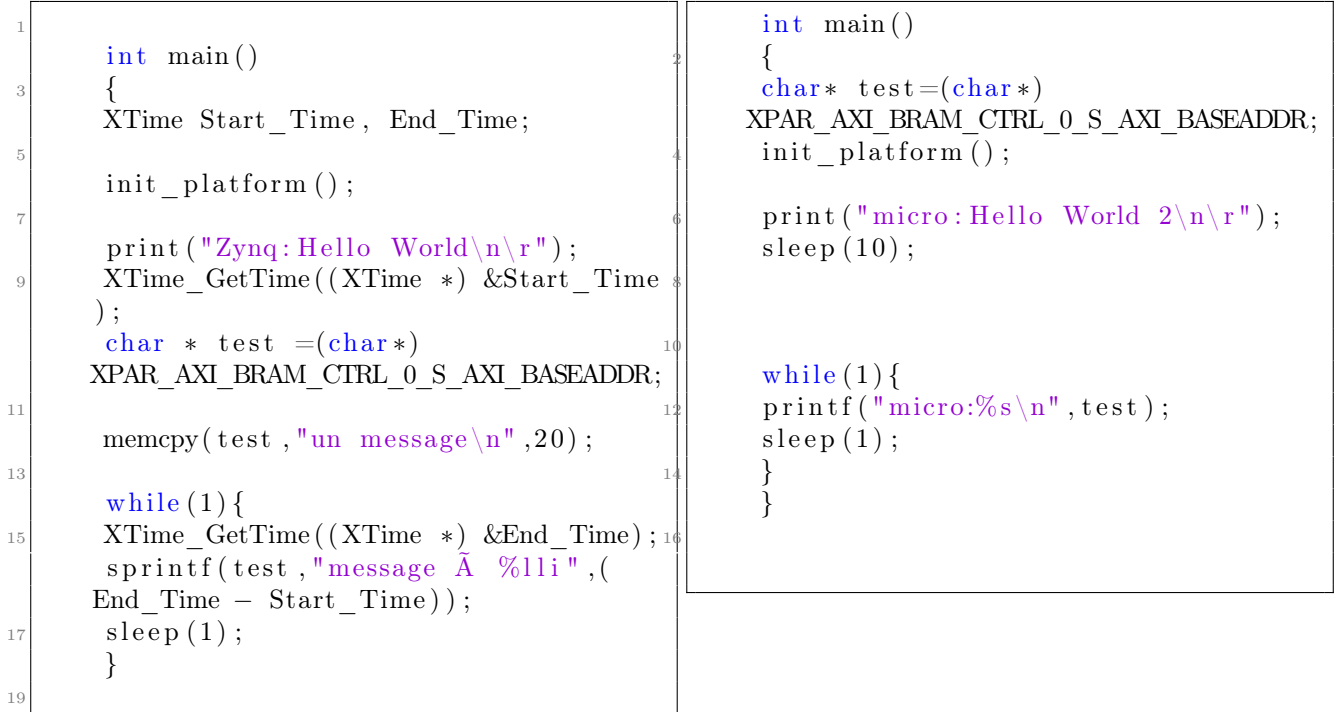 1
int main()
{
3
XTime Start_Time, End_Time;
5
init_platform();
7
print("Zynq:Hello World\n\r");
9
XTime_GetTime((XTime *) &Start_Time
);
char * test =(char*)
XPAR_AXI_BRAM_CTRL_0_S_AXI_BASEADDR;
11
memcpy(test,"un message\n",20);
13
while(1){
15
XTime_GetTime((XTime *) &End_Time);
sprintf(test,"message Ã %lli",(
End_Time − Start_Time));
17
sleep(1);
}
19
int main()
2
{
char* test=(char*)
XPAR_AXI_BRAM_CTRL_0_S_AXI_BASEADDR;
4
init_platform();
6
print("micro:Hello World 2\n\r");
sleep(10);
8
10
while(1){
12
printf("micro:%s\n",test);
sleep(1);
14
}
}
16